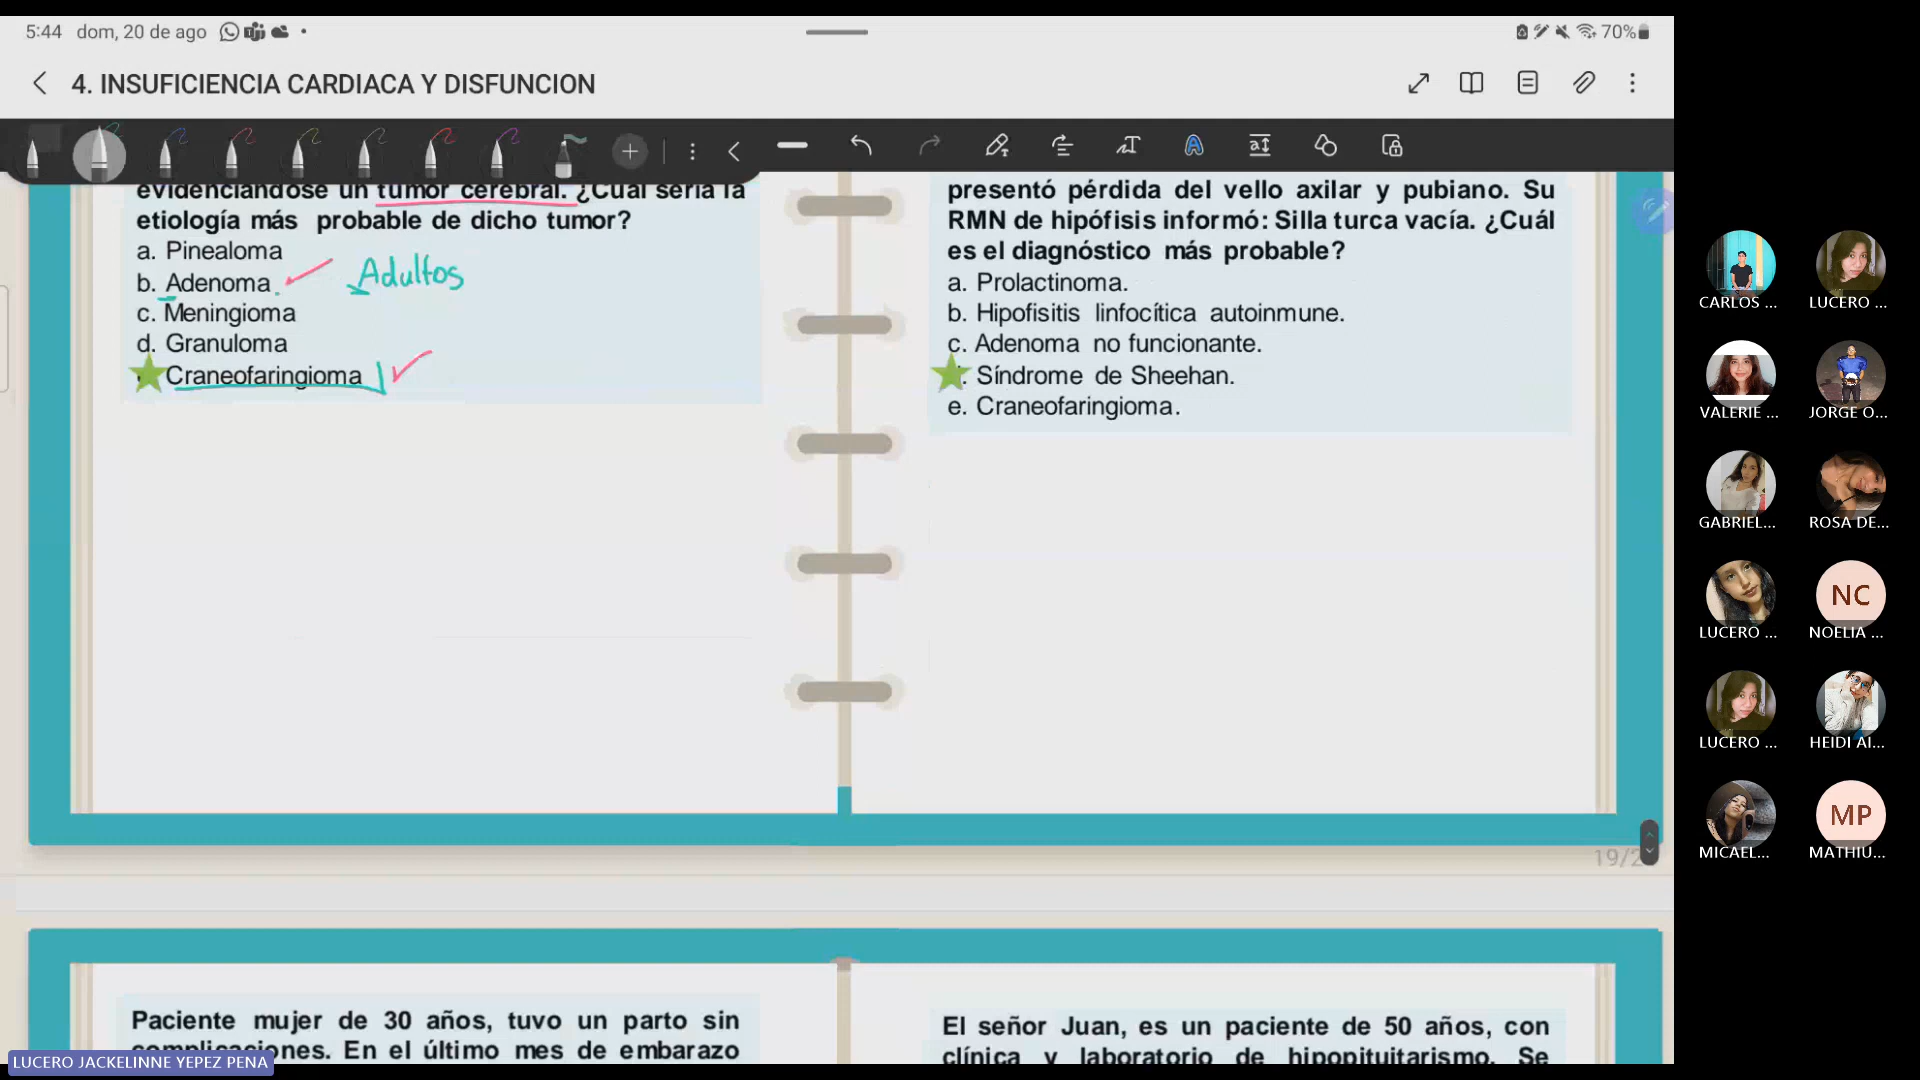 5:44 dom, 20 de ago
70%
4. INSUFICIENCIA CARDIACA Y DISFUNCION
evidenciándose un tumor cerebral. ¿Cuál sería la
etiología más probable de dicho tumor?
a. Pinealoma
b. Adenoma
Adultos
c. Meningioma
d. Granuloma
Craneofaringioma
presentó pérdida del vello axilar y pubiano. Su
RMN de hipófisis informó: Silla turca vacía. ¿Cuál
es el diagnóstico más probable?
a. Prolactinoma.
b. Hipofisitis linfocítica autoinmune.
c. Adenoma no funcionante.
Síndrome de Sheehan.
e. Craneofaringioma.
Paciente mujer de 30 años, tuvo un parto sin
complicaciones. En el último mes de embarazo
El señor Juan, es un paciente de 50 años, con
clínica y laboratorio de hipopituitarismo. Se
LUCERO JACKELINNE YEPEZ PENA
CARLOS ...
LUCERO ...
VALERIE ...
JORGE O...
GABRIEL...
ROSA DE...
LUCERO ...
NC
NOELIA ...
LUCERO ...
HEIDI AI...
MICAEL...
MP
MATHIU...